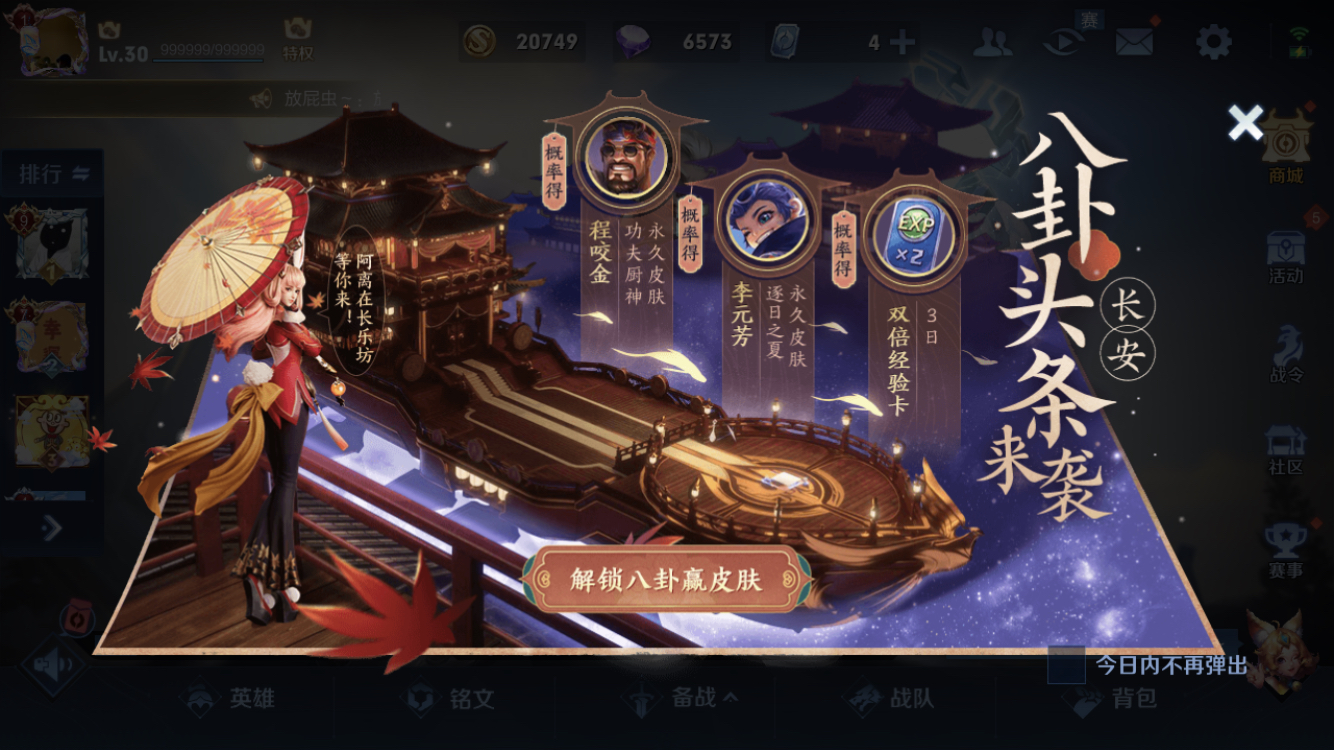 1
Lv.30
999999/999999
特权
20749
6573
4
赛
放屁虫
排行
9
1
7
幸
2
3
阿离在长乐坊
等你来！
概率得
程咬金
功夫厨神
永久皮肤
概率得
李元芳
逐日之夏
永久皮肤
概率得
EXP
×2
双倍经验卡
3日
八卦头条
来袭
长安
解锁八卦赢皮肤
商城
5
活动
战令
社区
赛事
今日内不再弹出
英雄
铭文
备战
战队
背包